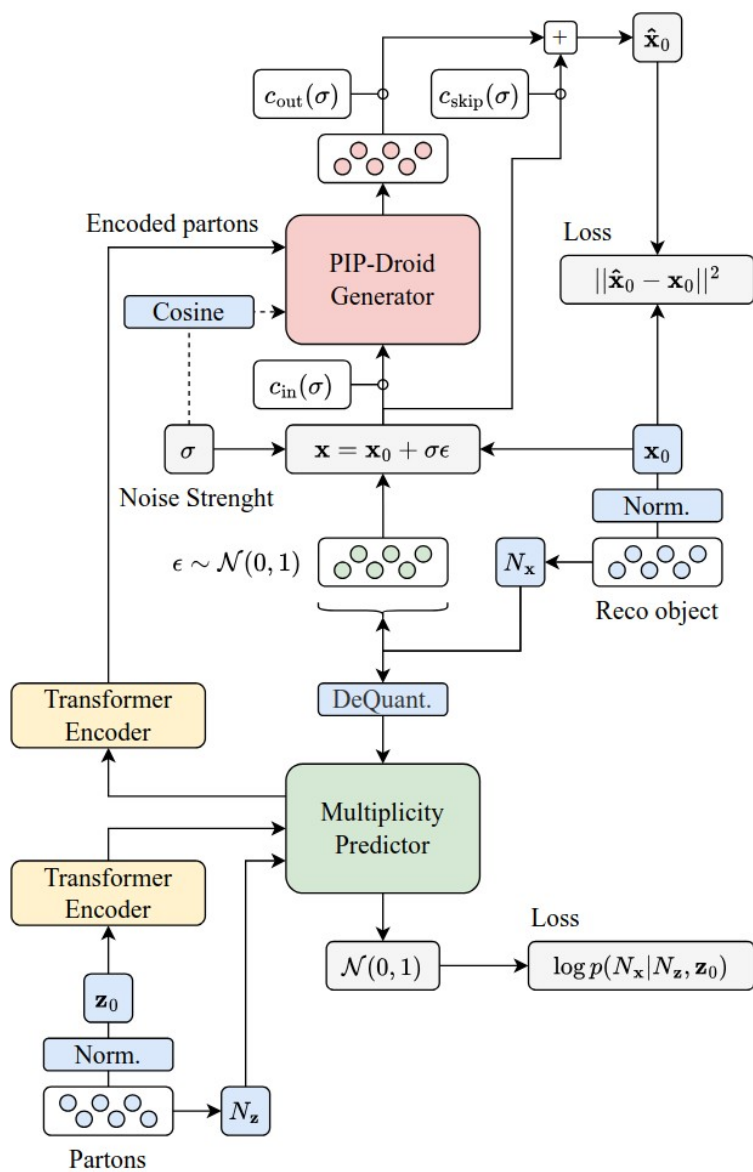 +
x̂₀
c_out(σ)
c_skip(σ)
Encoded partons
PIP-Droid
Generator
Loss
||x̂₀ − x₀||²
Cosine
c_in(σ)
σ
x = x₀ + σϵ
x₀
Noise Strenght
Norm.
ϵ ∼ 𝒩(0, 1)
N_x
Reco object
DeQuant.
Transformer
Encoder
Multiplicity
Predictor
Transformer
Encoder
Loss
𝒩(0, 1)
log p(N_x|N_z, z₀)
z₀
Norm.
N_z
Partons